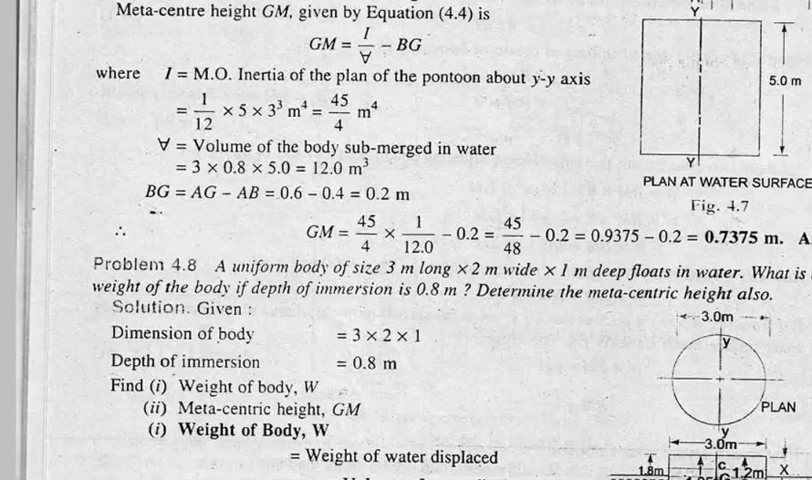 Meta-centre height GM, given by Equation (4.4) is
GM = I/∀ − BG
where I = M.O. Inertia of the plan of the pontoon about y-y axis
= 1/12 × 5 × 3³ m⁴ = 45/4 m⁴
∀ = Volume of the body sub-merged in water
= 3 × 0.8 × 5.0 = 12.0 m³
BG = AG − AB = 0.6 − 0.4 = 0.2 m
∴ GM = 45/4 × 1/12.0 − 0.2 = 45/48 − 0.2 = 0.9375 − 0.2 = 0.7375 m. A
Y
5.0 m
Y
PLAN AT WATER SURFACE
Fig. 4.7
Problem 4.8 A uniform body of size 3 m long × 2 m wide × 1 m deep floats in water. What is
weight of the body if depth of immersion is 0.8 m ? Determine the meta-centric height also.
Solution. Given :
Dimension of body = 3 × 2 × 1
Depth of immersion = 0.8 m
Find (i) Weight of body, W
(ii) Meta-centric height, GM
(i) Weight of Body, W
= Weight of water displaced
3.0m
y
PLAN
y
3.0m
1.8m
C
G
1.2m
X